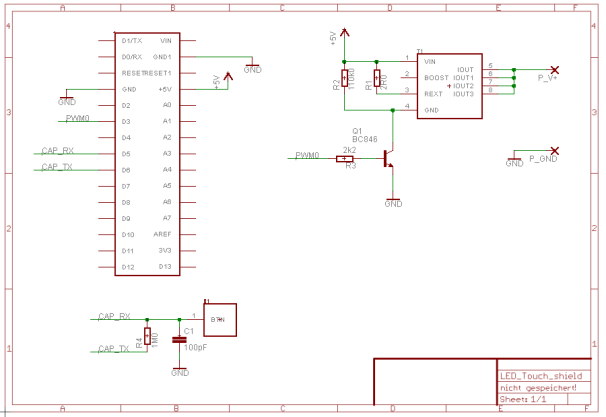 A B C D E F
4
D1/TX VIN
D0/RX GND1
RESET RESET1
GND +5V
D2 A0
D3 A1
D4 A2
D5 A3
D6 A4
D7 A5
D8 A6
D9 A7
D10 AREF
D11 3V3
D12 D13
GND
+5V
GND
PWM0
CAP_RX
CAP_TX
+5V
R2
110k0
R1
2R0
1 VIN
2 BOOST
3 REXT
4 GND
IOUT 5
IOUT1 6
+IOUT2 7
IOUT3 8
P_V+
P_GND
GND
Q1
BC846
PWM0
2k2
R3
GND
3
3
2
2
CAP_RX
CAP_TX
R4
1M0
C1
100pF
GND
1
BTN
1
1
LED_Touch_shield
nicht gespeichert!
Sheet: 1/1
A B C D E F